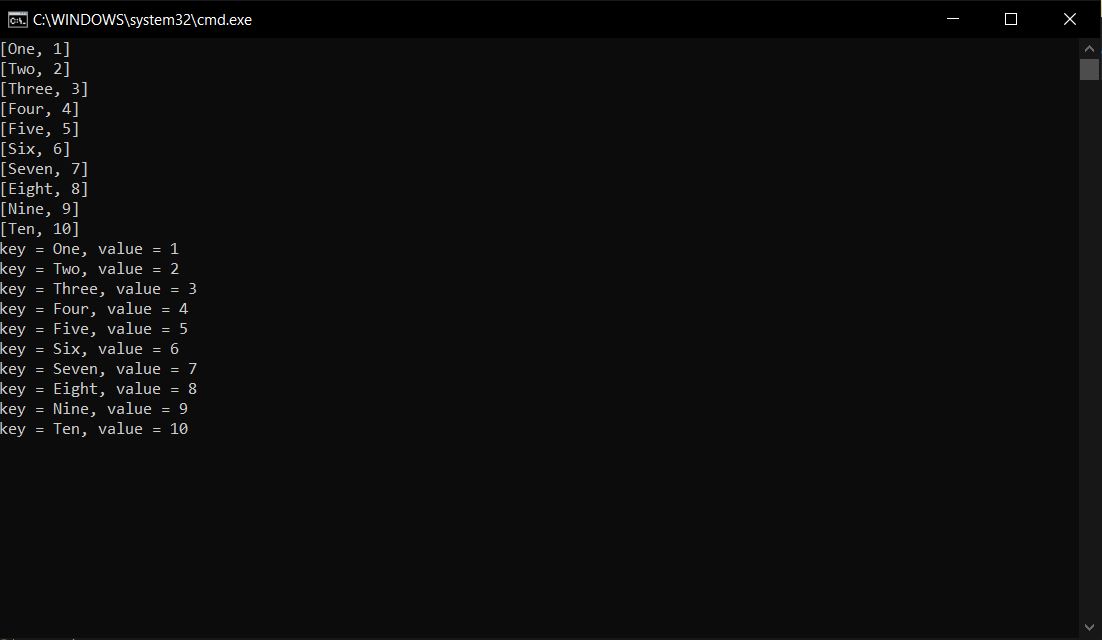 C:\WINDOWS\system32\cmd.exe
[One, 1]
[Two, 2]
[Three, 3]
[Four, 4]
[Five, 5]
[Six, 6]
[Seven, 7]
[Eight, 8]
[Nine, 9]
[Ten, 10]
key = One, value = 1
key = Two, value = 2
key = Three, value = 3
key = Four, value = 4
key = Five, value = 5
key = Six, value = 6
key = Seven, value = 7
key = Eight, value = 8
key = Nine, value = 9
key = Ten, value = 10